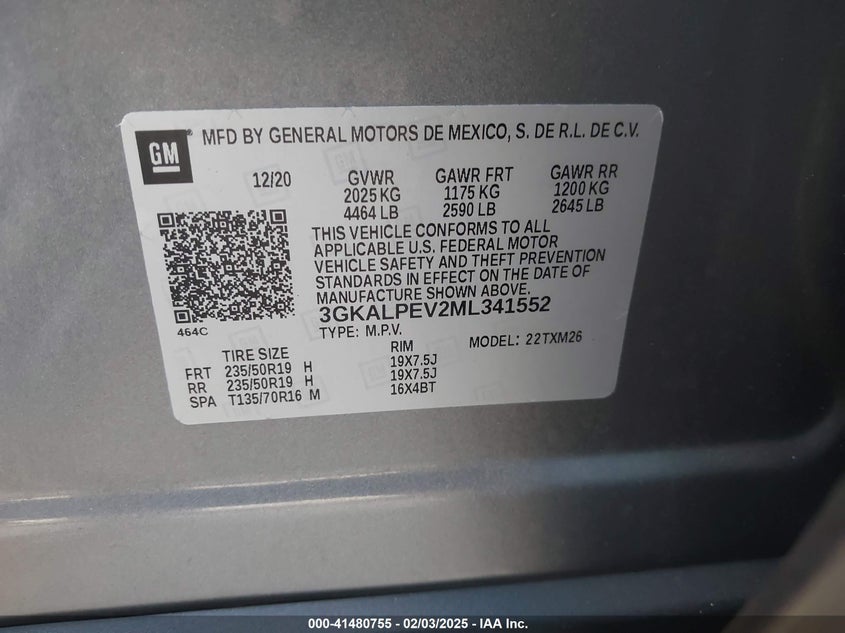 GM ® MFD BY GENERAL MOTORS DE MEXICO, S. DE R.L. DE C.V.
12/20 GVWR GAWR FRT GAWR RR
2025 KG 1175 KG 1200 KG
4464 LB 2590 LB 2645 LB
THIS VEHICLE CONFORMS TO ALL
APPLICABLE U.S. FEDERAL MOTOR
VEHICLE SAFETY AND THEFT PREVENTION
STANDARDS IN EFFECT ON THE DATE OF
MANUFACTURE SHOWN ABOVE.
464C 3GKALPEV2ML341552
TYPE: M.P.V. MODEL: 22TXM26
TIRE SIZE RIM
FRT 235/50R19 H 19X7.5J
RR 235/50R19 H 19X7.5J
SPA T135/70R16 M 16X4BT
000-41480755 - 02/03/2025 - IAA Inc.